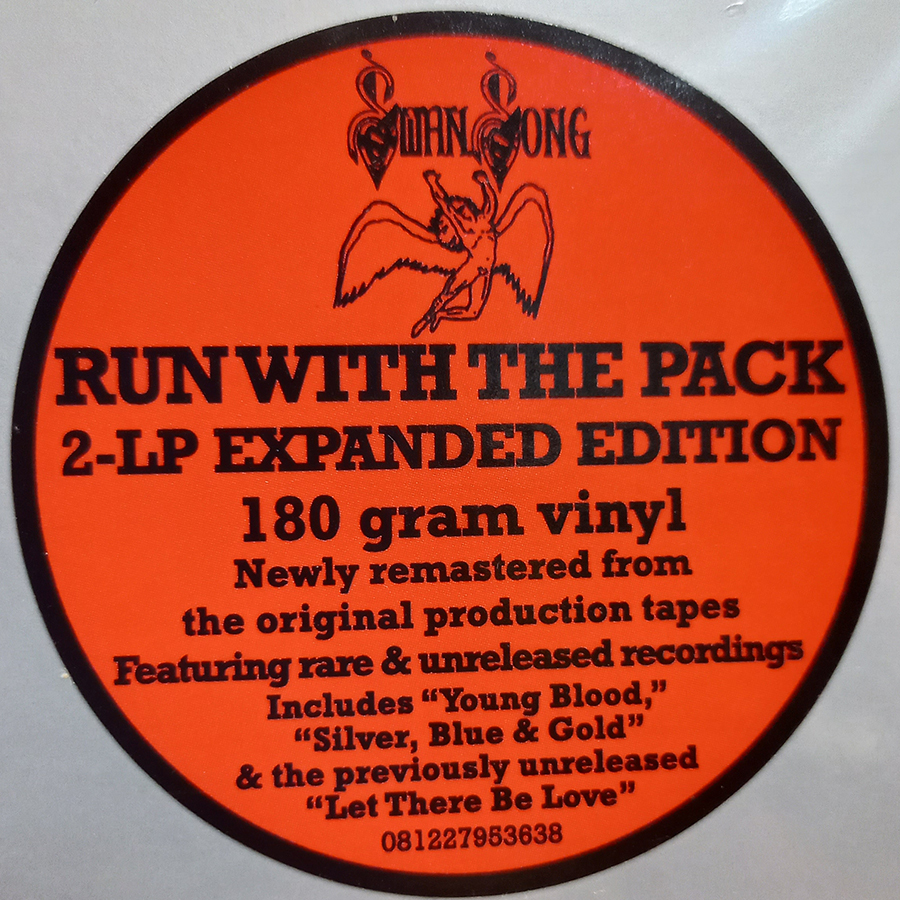 SWAN SONG
RUN WITH THE PACK
2-LP EXPANDED EDITION
180 gram vinyl
Newly remastered from
the original production tapes
Featuring rare & unreleased recordings
Includes “Young Blood,”
“Silver, Blue & Gold”
& the previously unreleased
“Let There Be Love”
081227953638